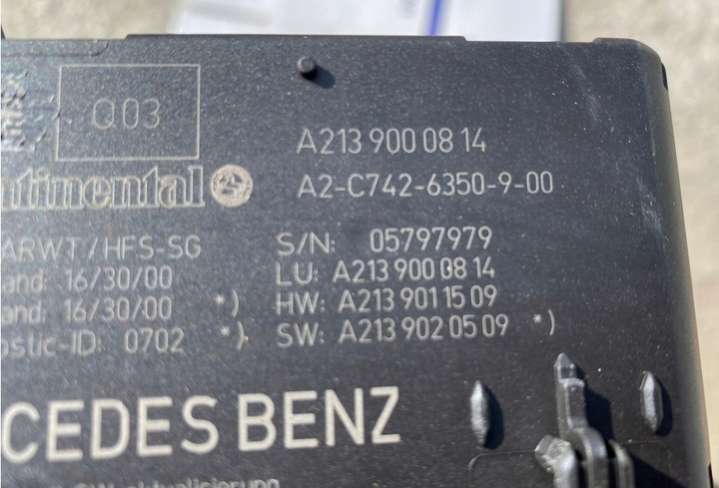 Q03
A213 900 08 14
ntinental
A2-C742-6350-9-00
ARWT/HFS-SG
S/N: 05797979
and: 16/30/00
LU: A213 900 08 14
and: 16/30/00 *)
HW: A213 901 15 09
ostic-ID: 0702 *)
SW: A213 902 05 09 *)
CEDES BENZ